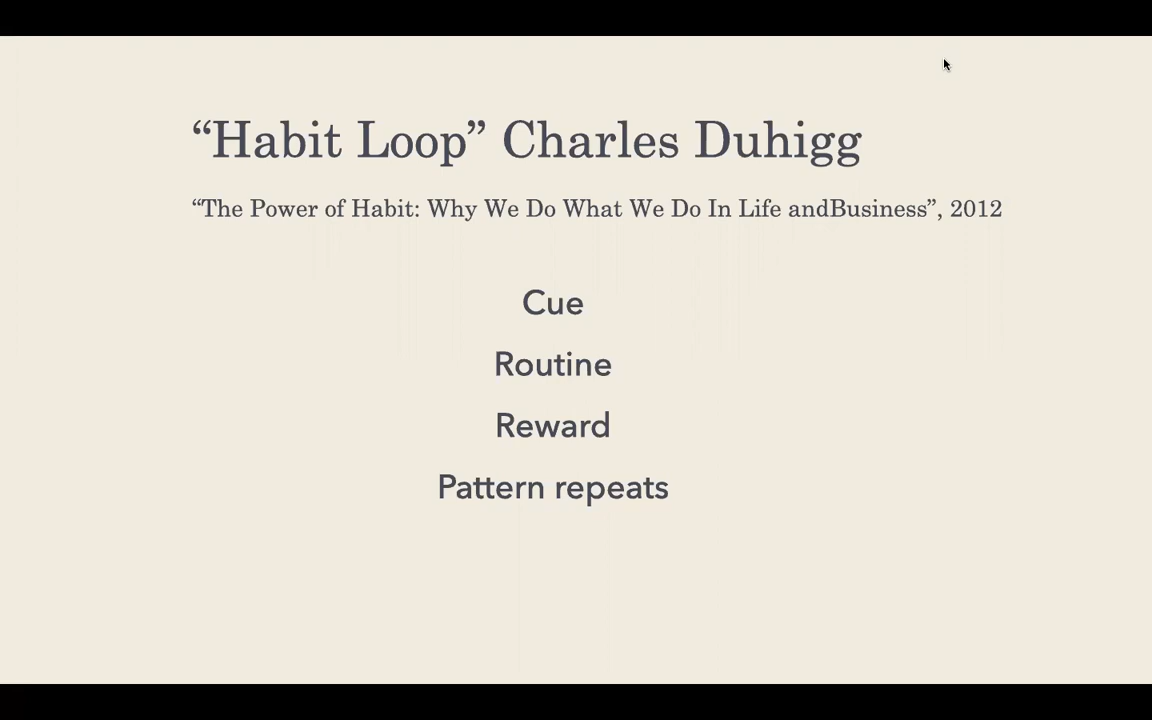 “Habit Loop” Charles Duhigg
“The Power of Habit: Why We Do What We Do In Life andBusiness”, 2012
Cue
Routine
Reward
Pattern repeats